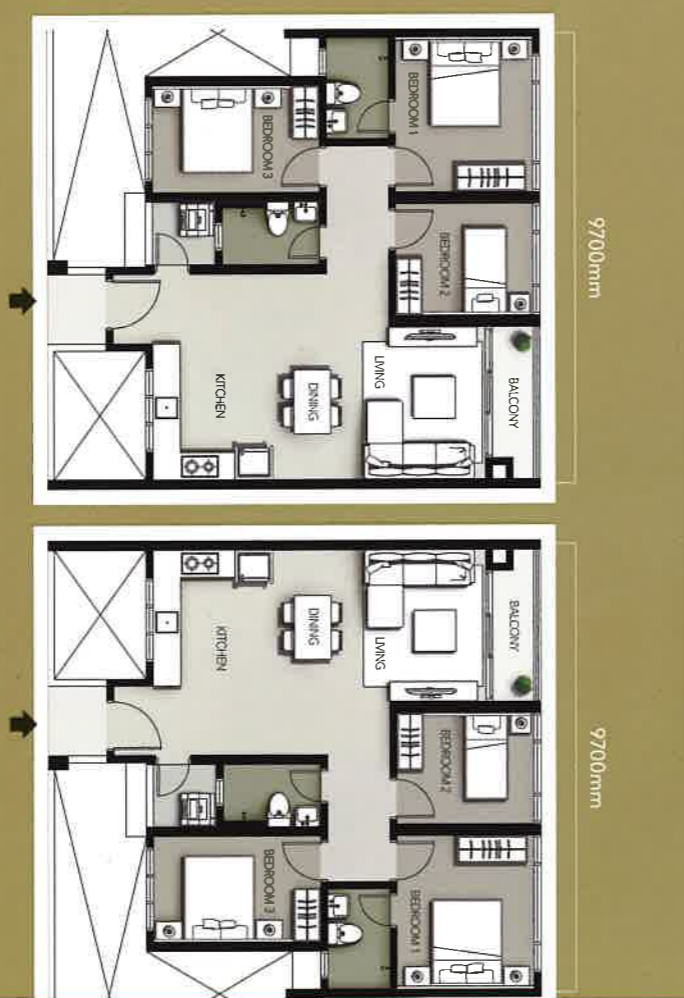 BEDROOM 1
BEDROOM 3
BEDROOM 2
9700mm
LIVING
BALCONY
DINING
KITCHEN
BALCONY
DINING
KITCHEN
LIVING
BEDROOM 2
9700mm
BEDROOM 3
BEDROOM 1